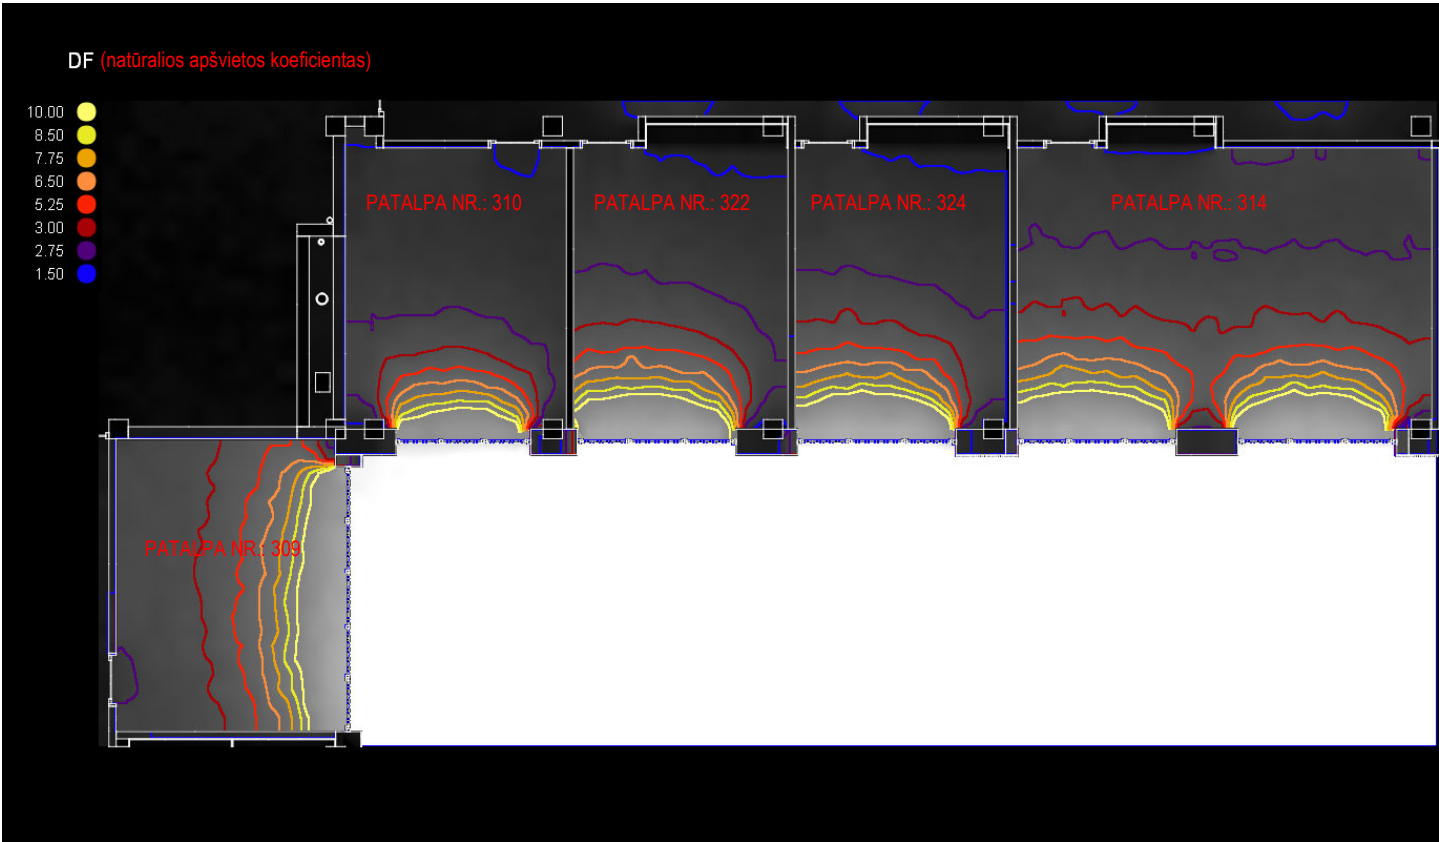 DF (natūralios apšvietos koeficientas)
10.00
8.50
7.75
6.50
5.25
3.00
2.75
1.50
PATALPA NR.: 310
PATALPA NR.: 322
PATALPA NR.: 324
PATALPA NR.: 314
PATALPA NR.: 309